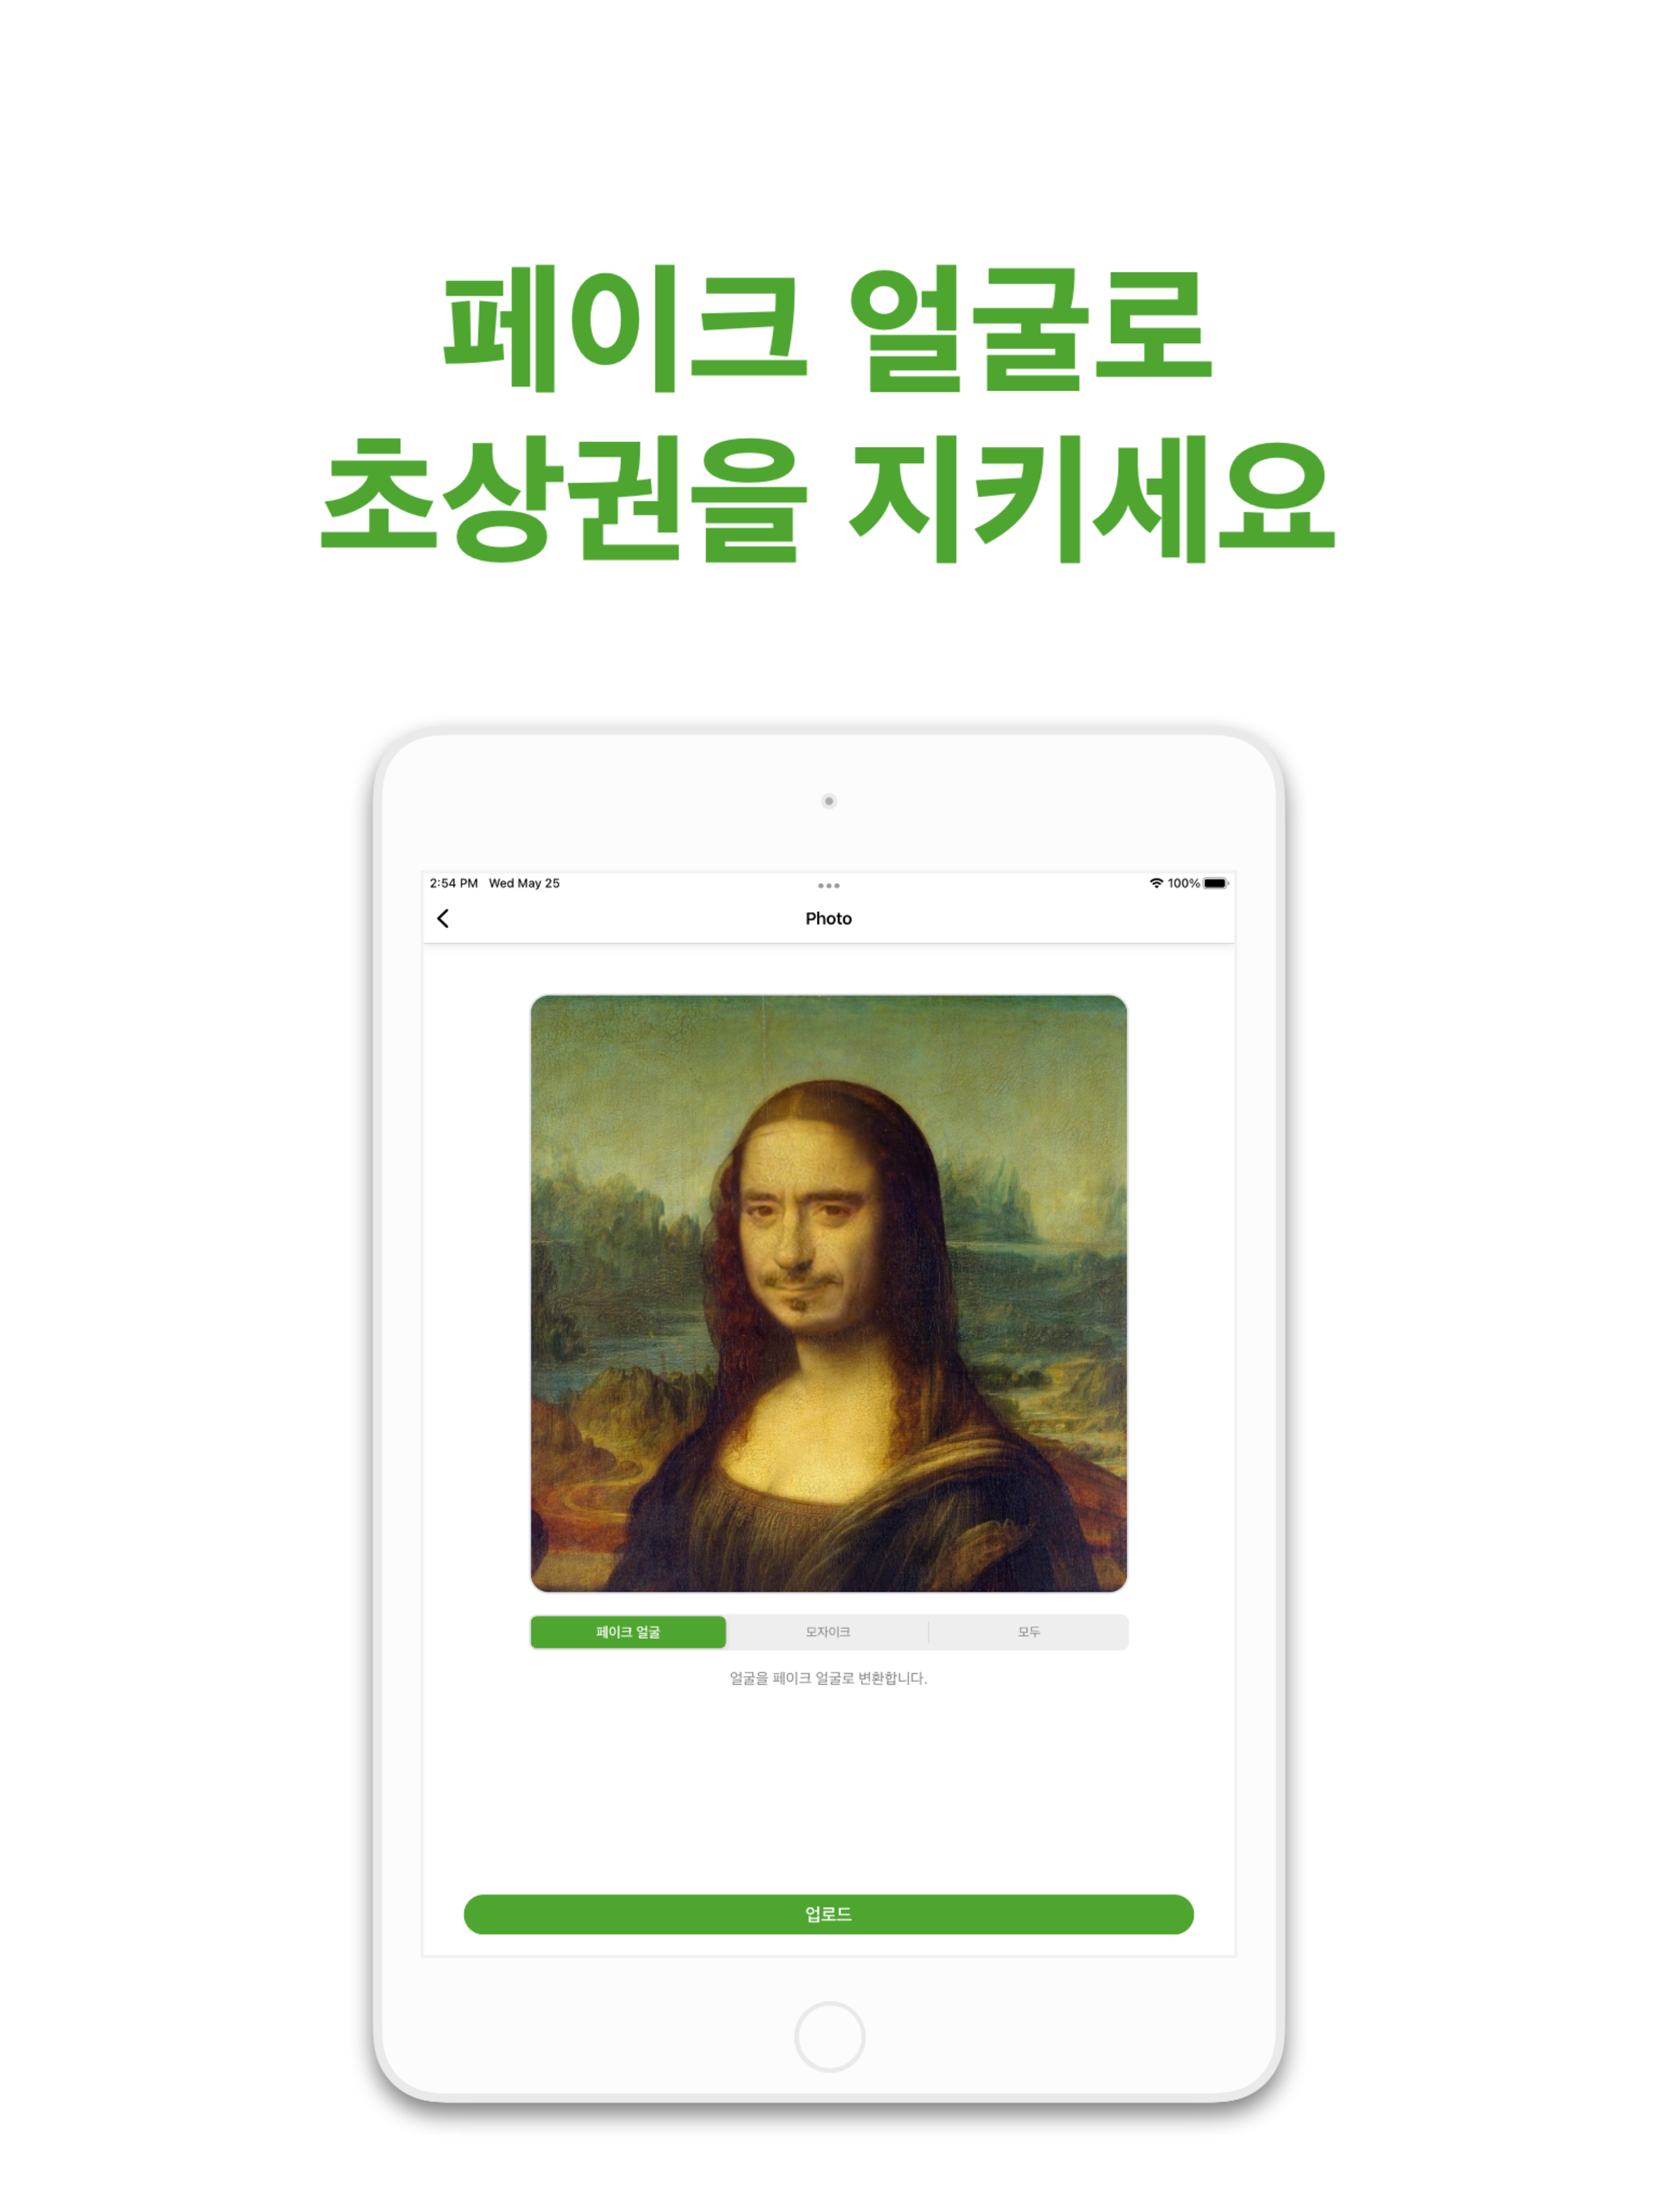 페이크 얼굴로
초상권을 지키세요
2:54 PM Wed May 25
100%
Photo
페이크 얼굴 모자이크 모두
얼굴을 페이크 얼굴로 변환합니다.
업로드